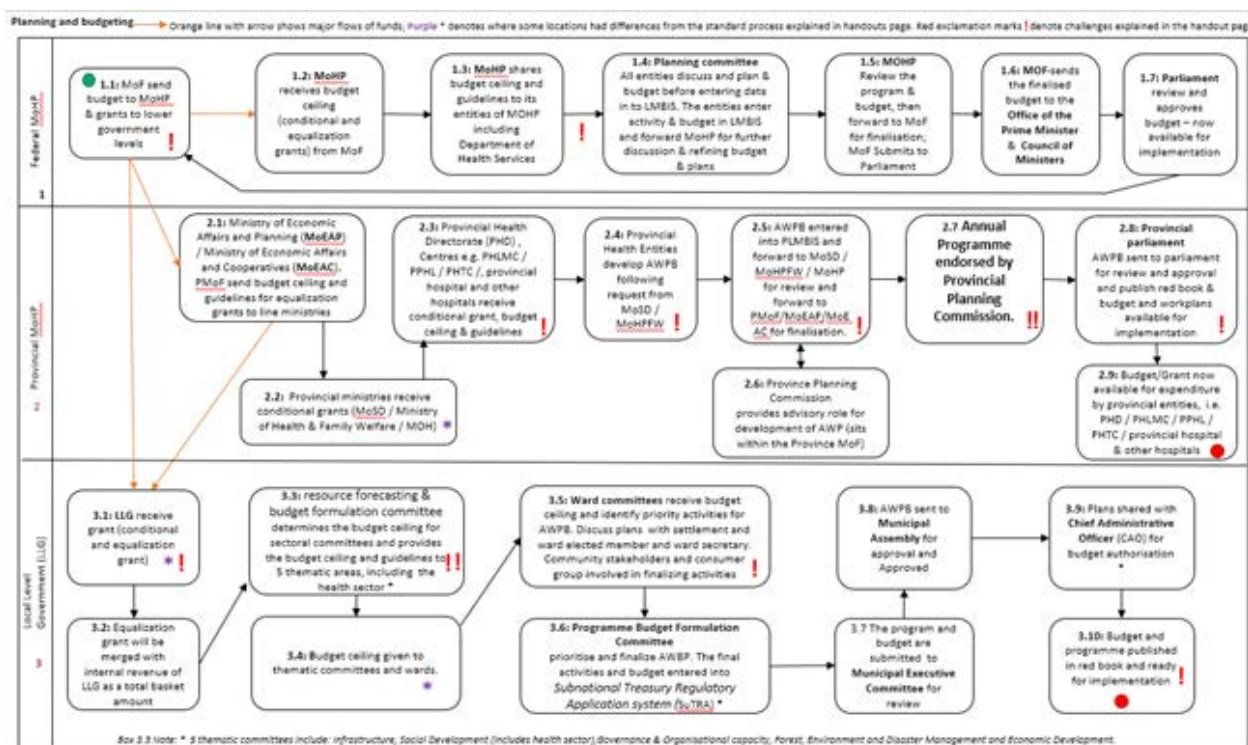 Planning and budgeting
Orange line with arrow shows major flows of funds; Purple * denotes where some locations had differences from the standard process explained in handouts page. Red exclamation marks ! denote challenges explained in the handout pag
Federal MoHP
1
1.1: MoF send
budget to MoHP
& grants to lower
government
levels
!
1.2: MoHP
receives budget
ceiling
(conditional and
equalization
grants) from MoF
1.3: MoHP shares
budget ceiling and
guidelines to its
entities of MOHP
including
Department of
Health Services
!
1.4: Planning committee
All entities discuss and plan &
budget before entering data
in to LMBIS. The entities enter
activity & budget in LMBIS
and forward MoHP for further
discussion & refining budget
& plans
1.5: MOHP
Review the
program &
budget, then
forward to MoF
for finalisation;
MoF Submits to
Parliament
1.6: MOF-sends
the finalised
budget to the
Office of the
Prime Minister
& Council of
Ministers
1.7: Parliament
review and
approves
budget – now
available for
implementation
Provincial MoHP
2
2.1: Ministry of Economic
Affairs and Planning (MoEAP)
/ Ministry of Economic Affairs
and Cooperatives (MoEAC).
PMoF send budget ceiling and
guidelines for equalization
grants to line ministries
2.2: Provincial ministries receive
conditional grants (MoSD / Ministry
of Health & Family Welfare / MOH) *
2.3: Provincial Health
Directorate (PHD) ,
Centres e.g. PHLMC /
PPHL / PHTC /, provincial
hospital and other
hospitals receive
conditional grant, budget
ceiling & guidelines !
2.4: Provincial
Health Entities
develop AWPB
following
request from
MoSD /
MoHPFW !
2.5: AWPB entered
into PLMBIS and
forward to MoSD /
MoHPFW / MoHP
for review and
forward to
PMoF/MoEAP/MoE
AC for finalisation. !
2.6: Province Planning
Commission
provides advisory role for
development of AWP (sits
within the Province MoF)
2.7 Annual
Programme
endorsed by
Provincial
Planning
Commission. !!
2.8: Provincial
parliament
AWPB sent to parliament
for review and approval
and publish red book &
budget and workplans
available for
implementation !
2.9: Budget/Grant now
available for expenditure
by provincial entities, i.e.
PHD / PHLMC / PPHL /
PHTC / provincial hospital
& other hospitals
Local Level
Government (LLG)
3
3.1: LLG receive
grant (conditional
and equalization
grant) * !
3.2: Equalization
grant will be
merged with
internal revenue of
LLG as a total basket
amount
3.3: resource forecasting &
budget formulation committee
determines the budget ceiling for
sectoral committees and provides
the budget ceiling and guidelines to
5 thematic areas, including the
health sector * !!
3.4: Budget ceiling given to
thematic committees and wards.
*
3.5: Ward committees receive budget
ceiling and identify priority activities for
AWPB. Discuss plans with settlement and
ward elected member and ward secretary.
Community stakeholders and consumer
group involved in finalizing activities !
3.6: Programme Budget Formulation
Committee
prioritise and finalize AWBP. The final
activities and budget entered into
Subnational Treasury Regulatory
Application system (SuTRA) *
3.7 The program and
budget are
submitted to
Municipal Executive
Committee for
review
3.8: AWPB sent to
Municipal
Assembly for
approval and
Approved
3.9: Plans shared with
Chief Administrative
Officer (CAO) for
budget authorisation
*
3.10: Budget and
programme published
in red book and ready
for implementation !
Box 3.3 Note: * 5 thematic committees include: Infrastructure, Social Development (includes health sector), Governance & Organisational capacity, Forest, Environment and Disaster Management and Economic Development.